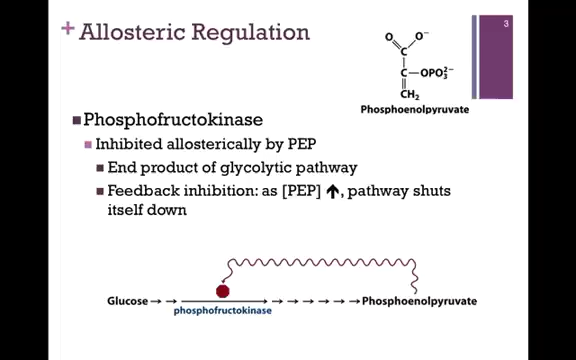 3
+ Allosteric Regulation
O O⁻
C
C—OPO₃²⁻
CH₂
Phosphoenolpyruvate
Phosphofructokinase
Inhibited allosterically by PEP
End product of glycolytic pathway
Feedback inhibition: as [PEP] ↑, pathway shuts
itself down
Glucose → → → → → → → → Phosphoenolpyruvate
phosphofructokinase